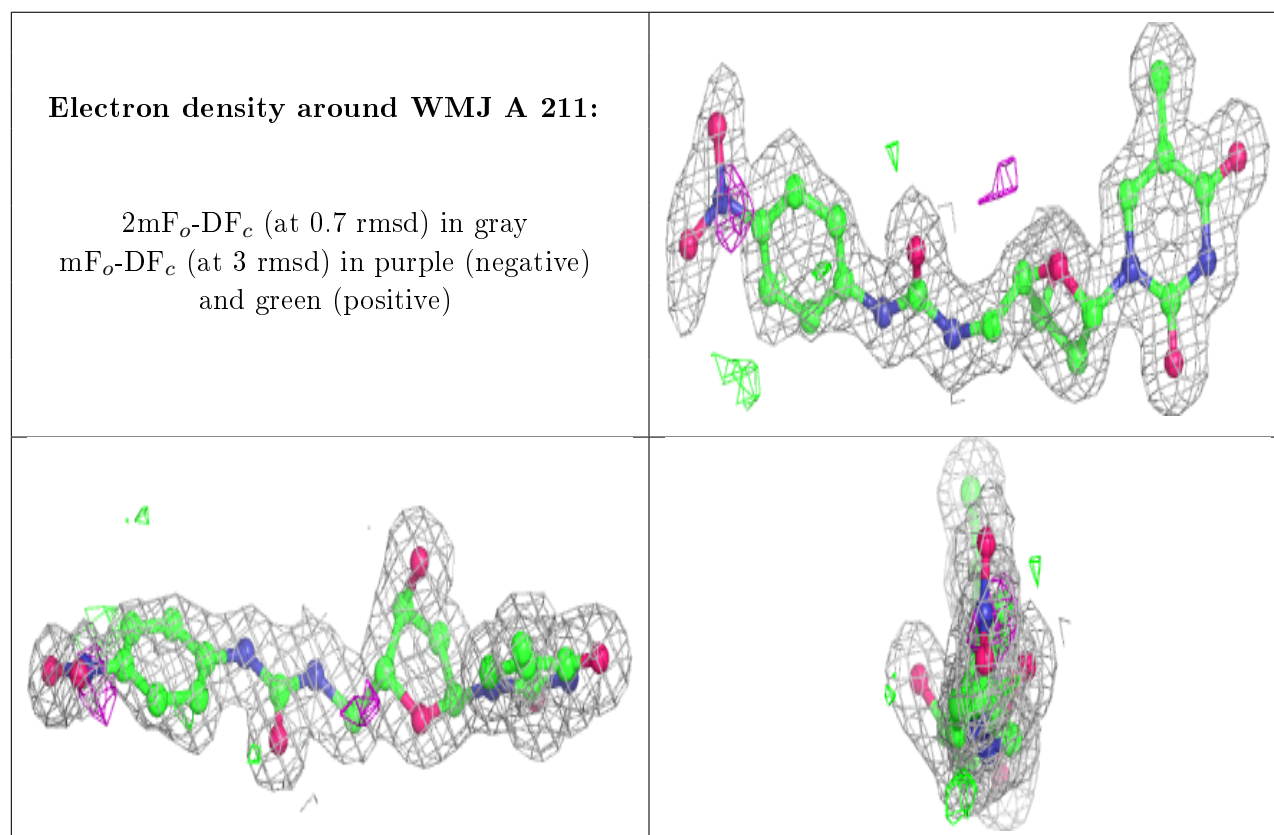 Electron density around WMJ A 211:
2mFo-DFc (at 0.7 rmsd) in gray
mFo-DFc (at 3 rmsd) in purple (negative)
and green (positive)